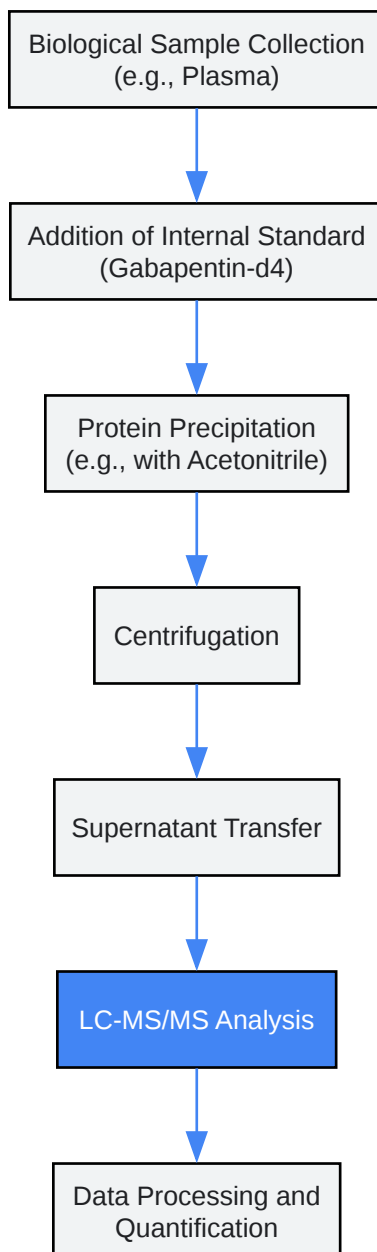 Biological Sample Collection
(e.g., Plasma)
Addition of Internal Standard
(Gabapentin-d4)
Protein Precipitation
(e.g., with Acetonitrile)
Centrifugation
Supernatant Transfer
LC-MS/MS Analysis
Data Processing and
Quantification